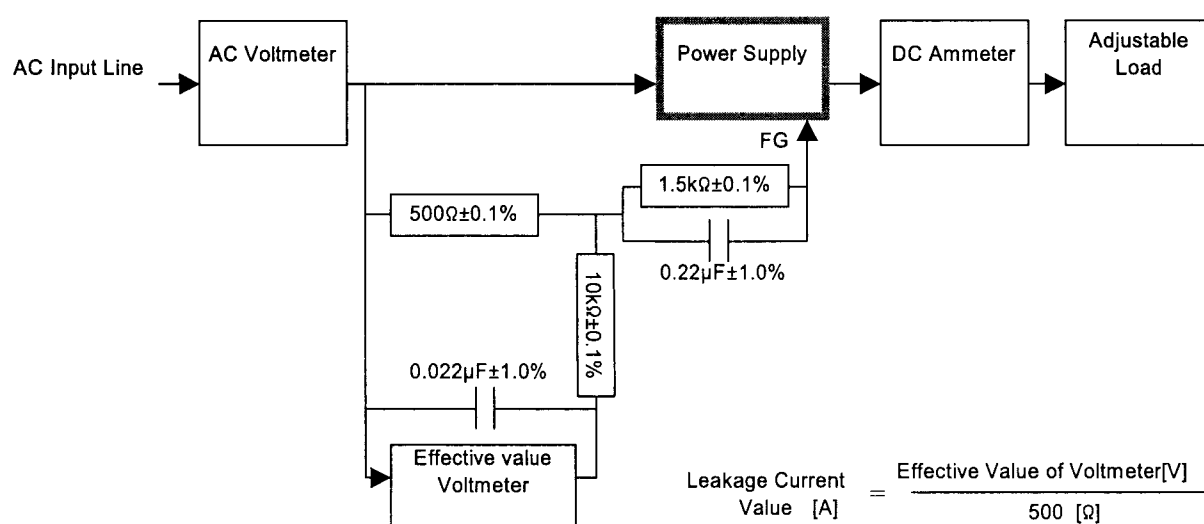 AC Input Line
AC Voltmeter
Power Supply
DC Ammeter
Adjustable
Load
FG
1.5kΩ±0.1%
500Ω±0.1%
0.22µF±1.0%
10kΩ±0.1%
0.022µF±1.0%
Effective value
Voltmeter
Leakage Current
Value [A]
=
Effective Value of Voltmeter[V]
500 [Ω]